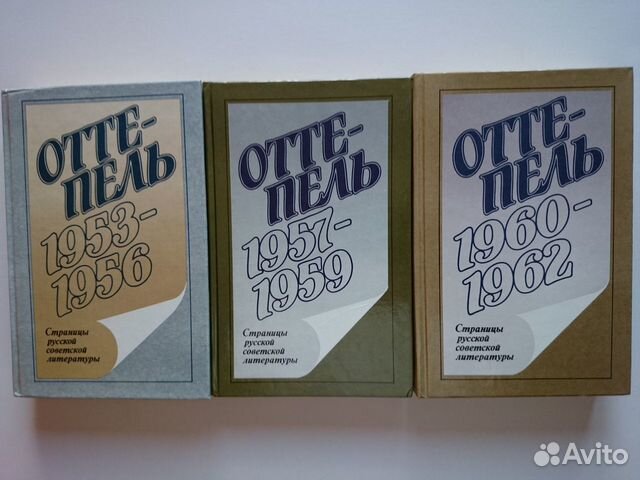 ОТТЕ-
ПЕЛЬ
1953-
1956
Страницы
русской
советской
литературы
ОТТЕ-
ПЕЛЬ
1957-
1959
Страницы
русской
советской
литературы
ОТТЕ-
ПЕЛЬ
1960-
1962
Страницы
русской
советской
литературы
Avito